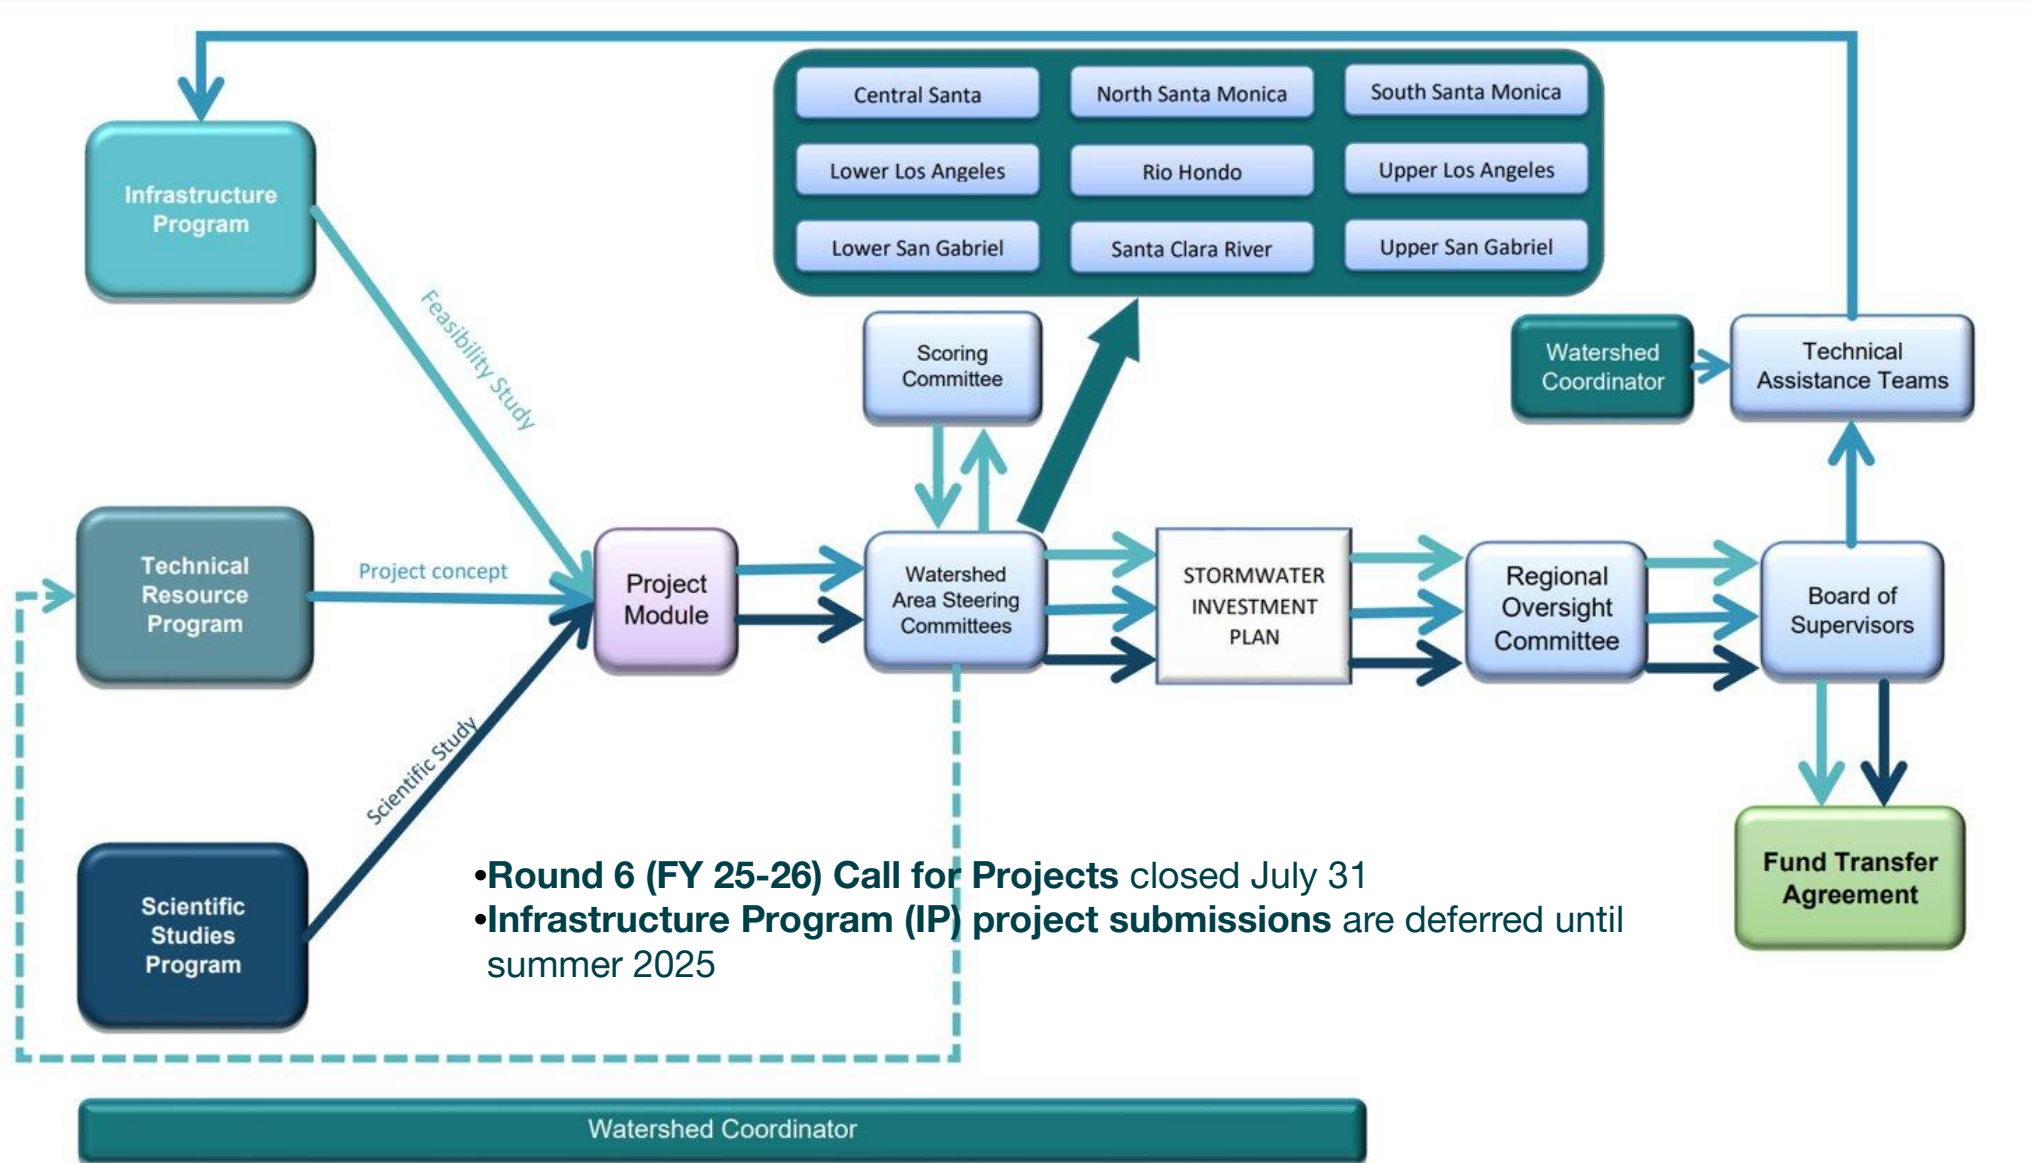 Central Santa
North Santa Monica
South Santa Monica
Lower Los Angeles
Rio Hondo
Upper Los Angeles
Lower San Gabriel
Santa Clara River
Upper San Gabriel
Infrastructure
Program
Feasibility Study
Scoring
Committee
Watershed
Coordinator
Technical
Assistance Teams
Technical
Resource
Program
Project concept
Project
Module
Watershed
Area Steering
Committees
STORMWATER
INVESTMENT
PLAN
Regional
Oversight
Committee
Board of
Supervisors
Scientific Study
Scientific
Studies
Program
•Round 6 (FY 25-26) Call for Projects closed July 31
•Infrastructure Program (IP) project submissions are deferred until
summer 2025
Fund Transfer
Agreement
Watershed Coordinator